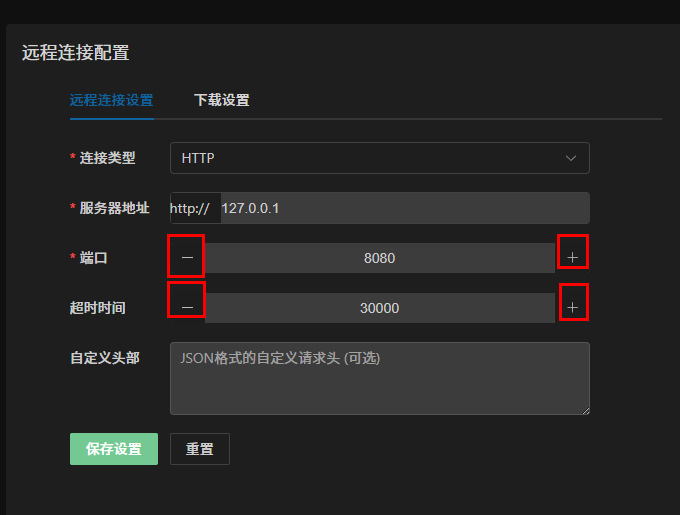 远程连接配置
远程连接设置 下载设置
* 连接类型 HTTP
* 服务器地址 http:// 127.0.0.1
* 端口 − 8080 +
超时时间 − 30000 +
自定义头部 JSON格式的自定义请求头 (可选)
保存设置 重置